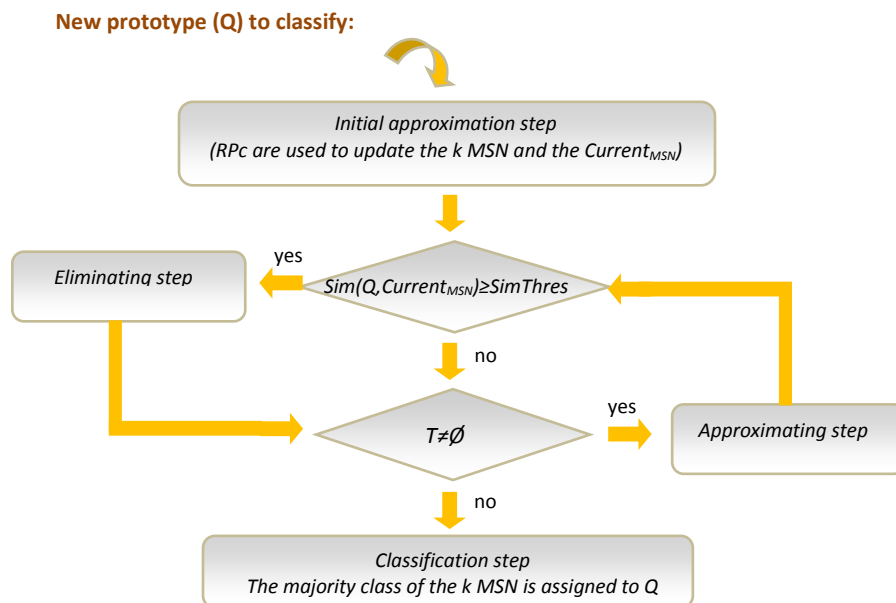 New prototype (Q) to classify:
Initial approximation step
(RPc are used to update the k MSN and the CurrentMSN)
yes
Eliminating step
Sim(Q,CurrentMSN)≥SimThres
no
yes
T≠Ø
Approximating step
no
Classification step
The majority class of the k MSN is assigned to Q